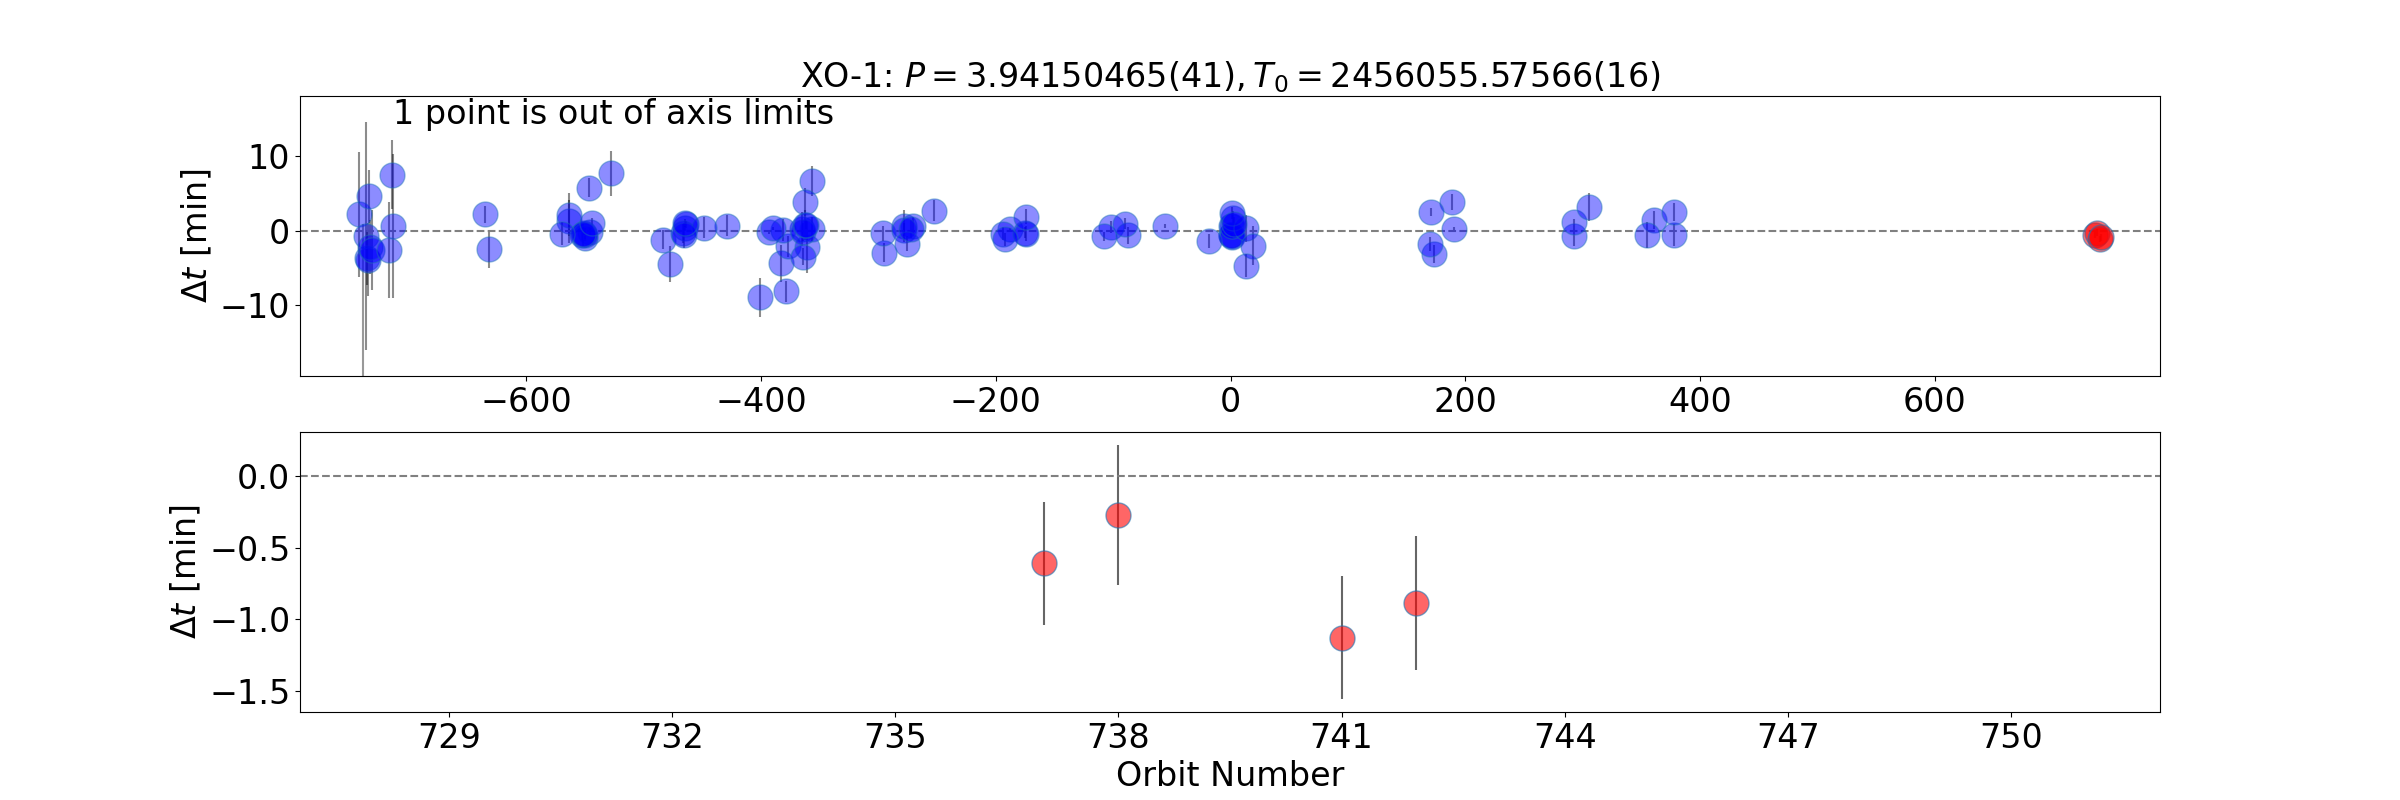 XO-1: P = 3.94150465(41), T₀ = 2456055.57566(16)
1 point is out of axis limits
Δt [min]
10
0
−10
−600 −400 −200 0 200 400 600
Δt [min]
0.0
−0.5
−1.0
−1.5
729 732 735 738 741 744 747 750
Orbit Number